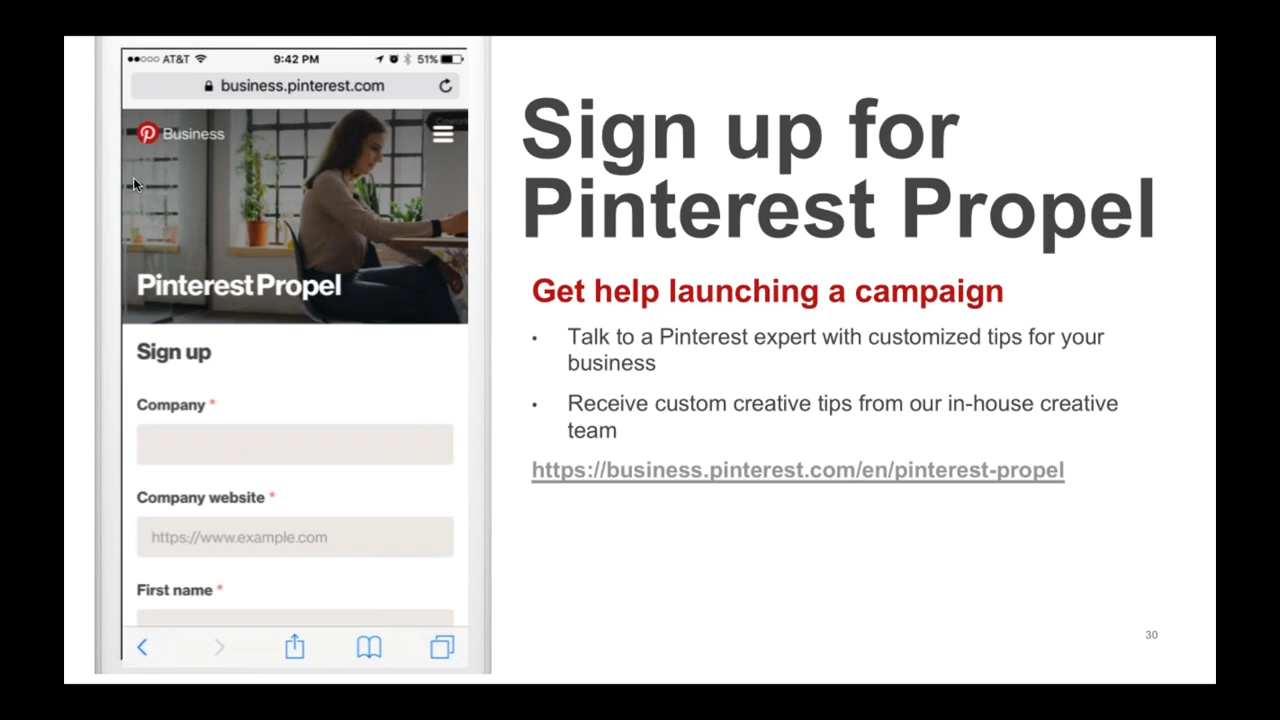 ●●○○○ AT&T 9:42 PM 51%
business.pinterest.com
Business
Pinterest Propel
Sign up
Company *
Company website *
https://www.example.com
First name *
Sign up for
Pinterest Propel
Get help launching a campaign
• Talk to a Pinterest expert with customized tips for your
business
• Receive custom creative tips from our in-house creative
team
https://business.pinterest.com/en/pinterest-propel
30